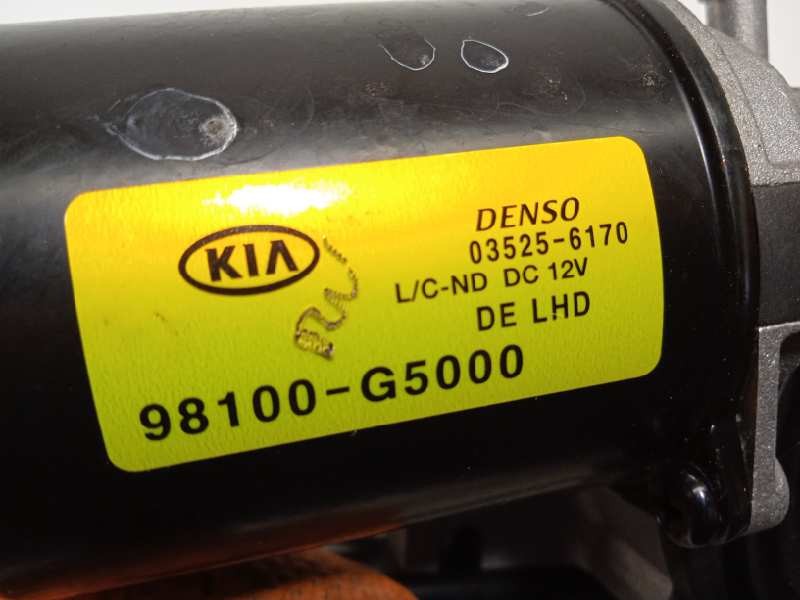 KIA
DENSO
03525-6170
L/C-ND DC 12V
DE LHD
98100-G5000